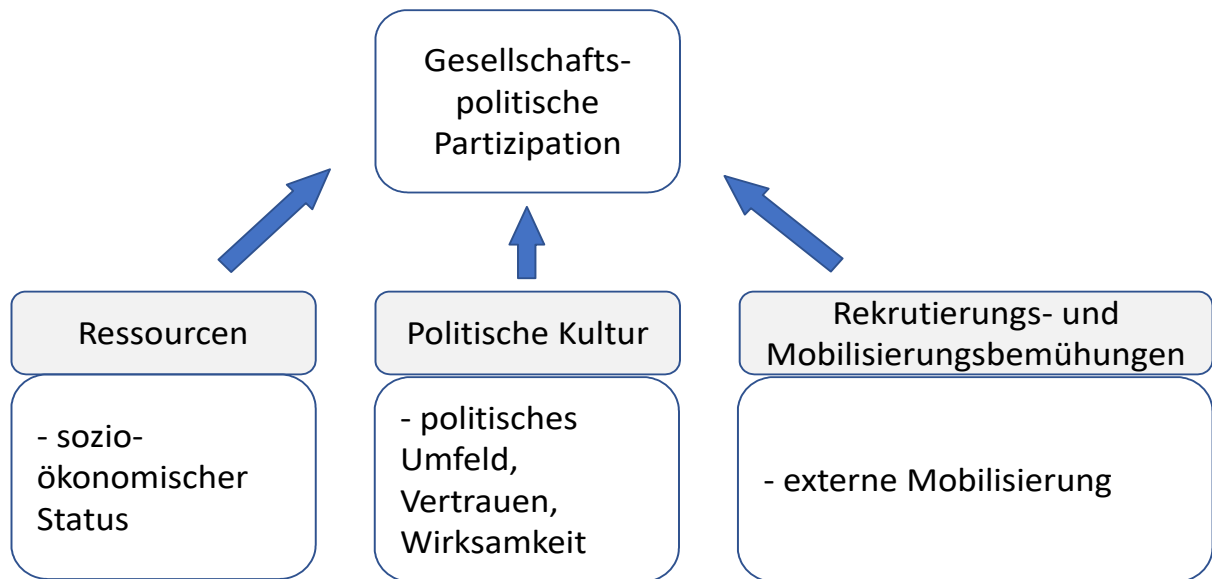 Gesellschafts-
politische
Partizipation
Ressourcen
Politische Kultur
Rekrutierungs- und
Mobilisierungsbemühungen
- sozio-
ökonomischer
Status
- politisches
Umfeld,
Vertrauen,
Wirksamkeit
- externe Mobilisierung